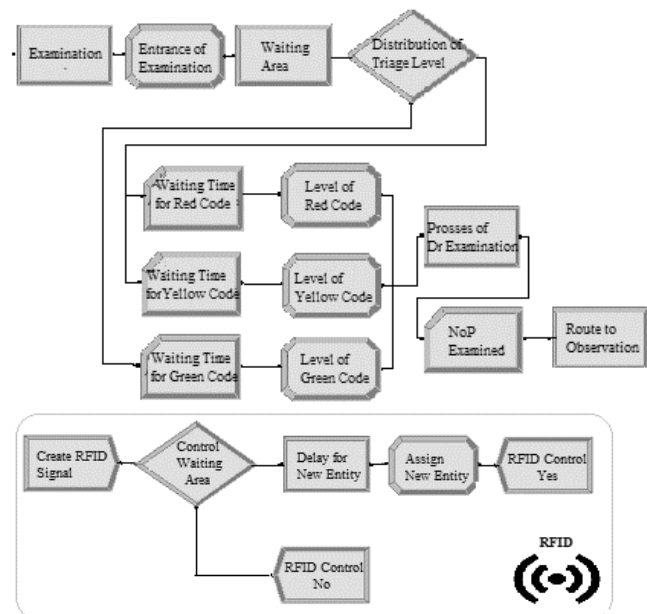 Examination
Entrance of
Examination
Waiting
Area
Distribution of
Triage Level
Waiting Time
for Red Code
Level of
Red Code
Waiting Time
for Yellow Code
Level of
Yellow Code
Prosses of
Dr Examination
Waiting Time
for Green Code
Level of
Green Code
NoP
Examined
Route to
Observation
Create RFID
Signal
Control
Waiting
Area
Delay for
New Entity
Assign
New Entity
RFID Control
Yes
RFID Control
No
RFID